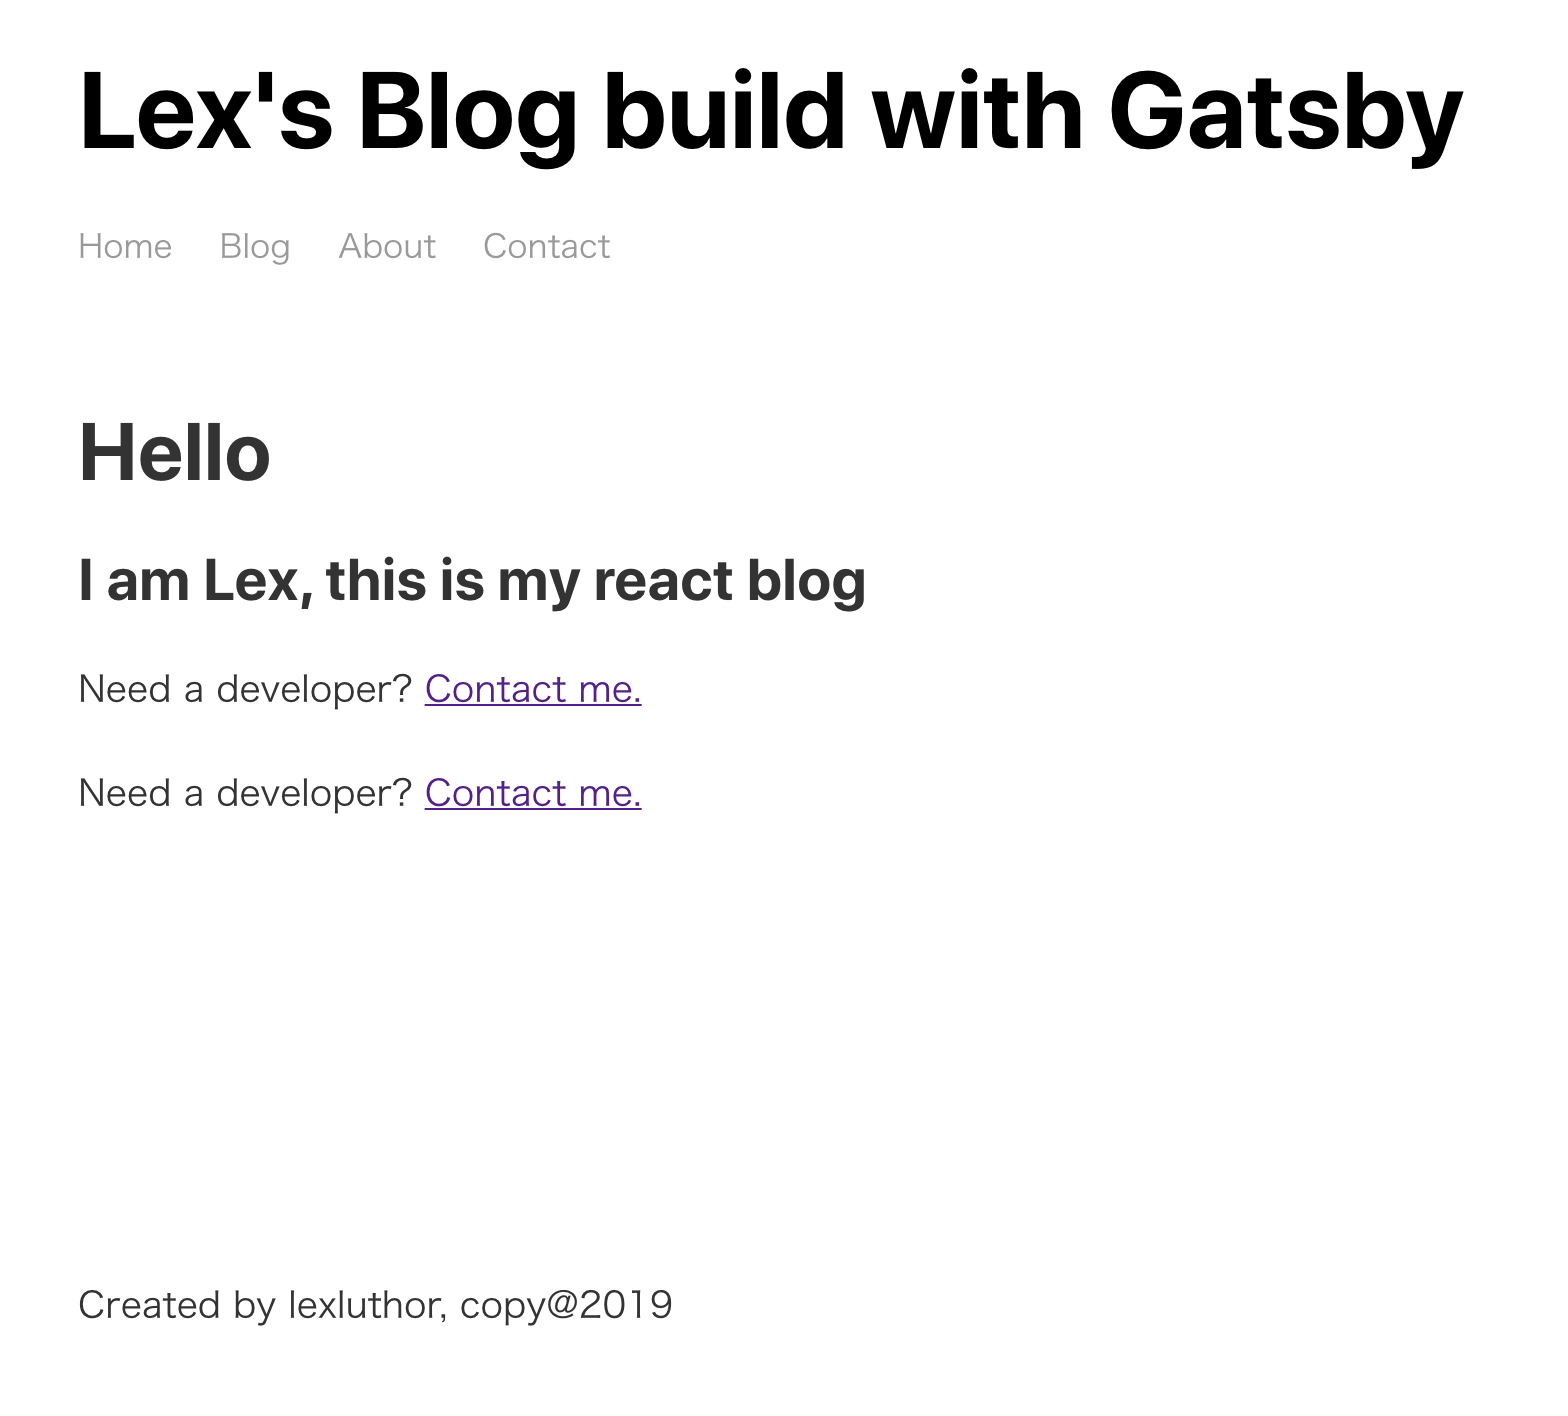 Lex's Blog build with Gatsby
Home Blog About Contact
Hello
I am Lex, this is my react blog
Need a developer? Contact me.
Need a developer? Contact me.
Created by lexluthor, copy@2019